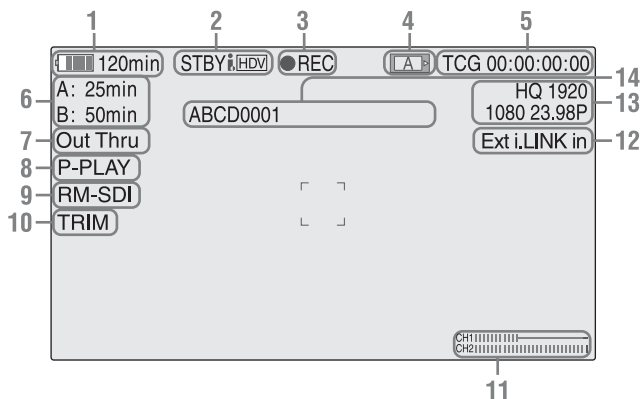 1 2 3 4 5
120min STBY i HDV ●REC A TCG 00:00:00:00
14
6 A: 25min HQ 1920
B: 50min ABCD0001 1080 23.98P 13
7 Out Thru Ext i.LINK in 12
8 P-PLAY
9 RM-SDI
10 TRIM
CH1
CH2
11